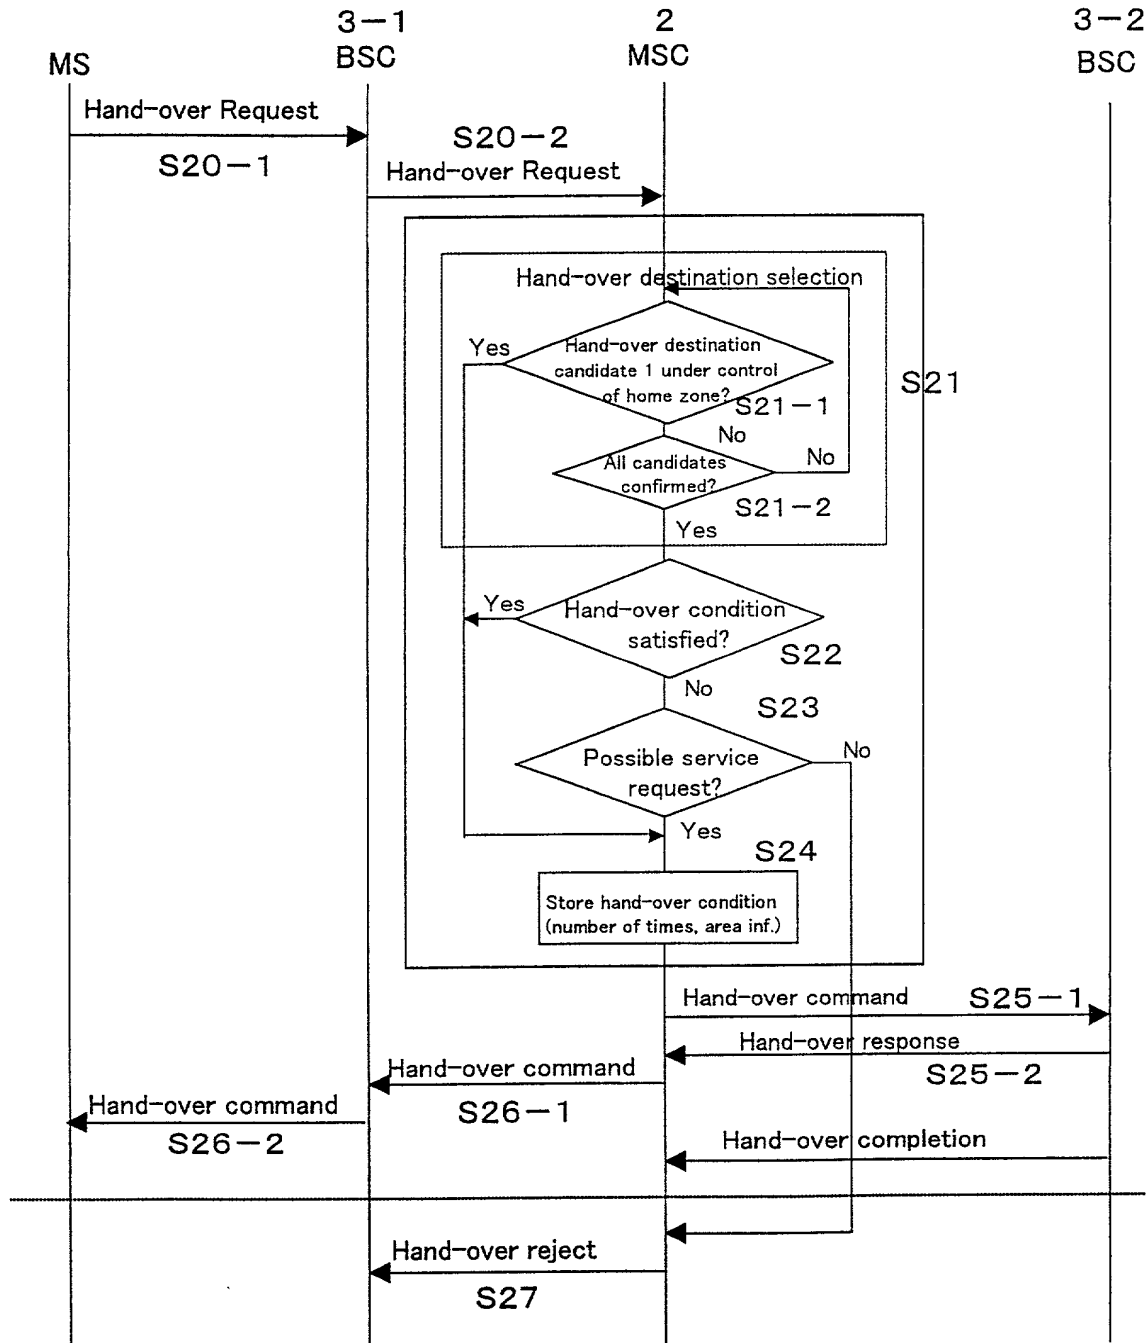 3-1
2
3-2
MS
BSC
MSC
BSC
Hand-over Request
S20-1
S20-2
Hand-over Request
Hand-over destination selection
Yes
Hand-over destination
candidate 1 under control
of home zone?
S21
S21-1
No
All candidates
confirmed?
No
S21-2
Yes
Yes
Hand-over condition
satisfied?
S22
No
S23
Possible service
request?
No
Yes
S24
Store hand-over condition
(number of times, area inf.)
Hand-over command
S25-1
Hand-over response
S25-2
Hand-over command
S26-1
Hand-over command
S26-2
Hand-over completion
Hand-over reject
S27